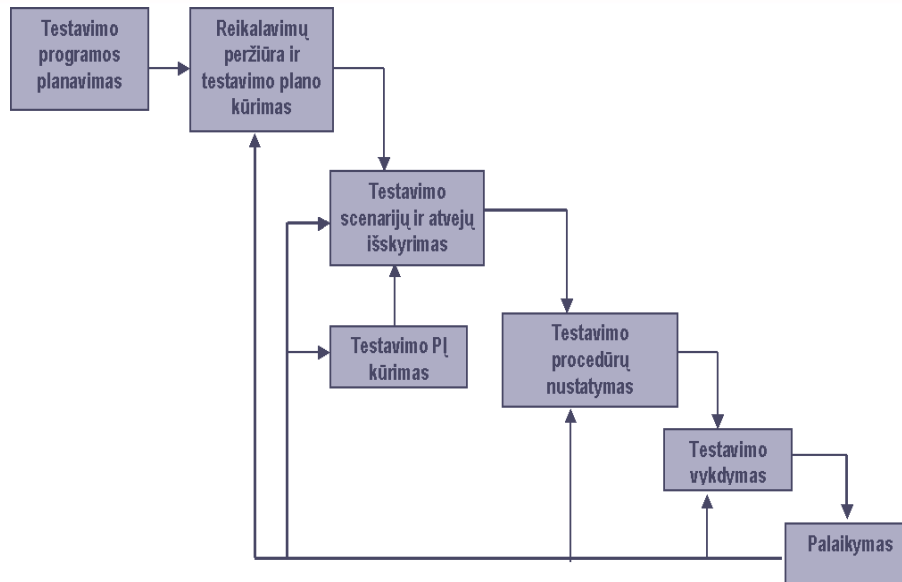 Testavimo
programos
planavimas
Reikalavimų
peržiūra ir
testavimo plano
kūrimas
Testavimo
scenarijų ir atvejų
išskyrimas
Testavimo PĮ
kūrimas
Testavimo
procedūrų
nustatymas
Testavimo
vykdymas
Palaikymas